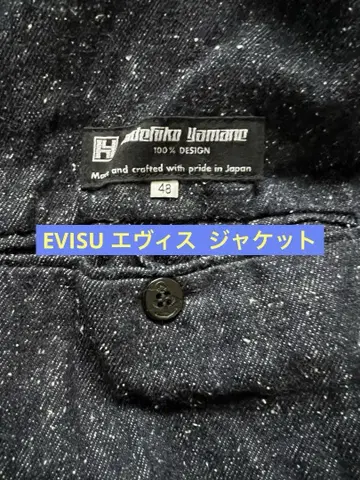 H
Hidefuko Yamane
100% DESIGN
Made and crafted with pride in Japan
48
EVISU エヴィス ジャケット